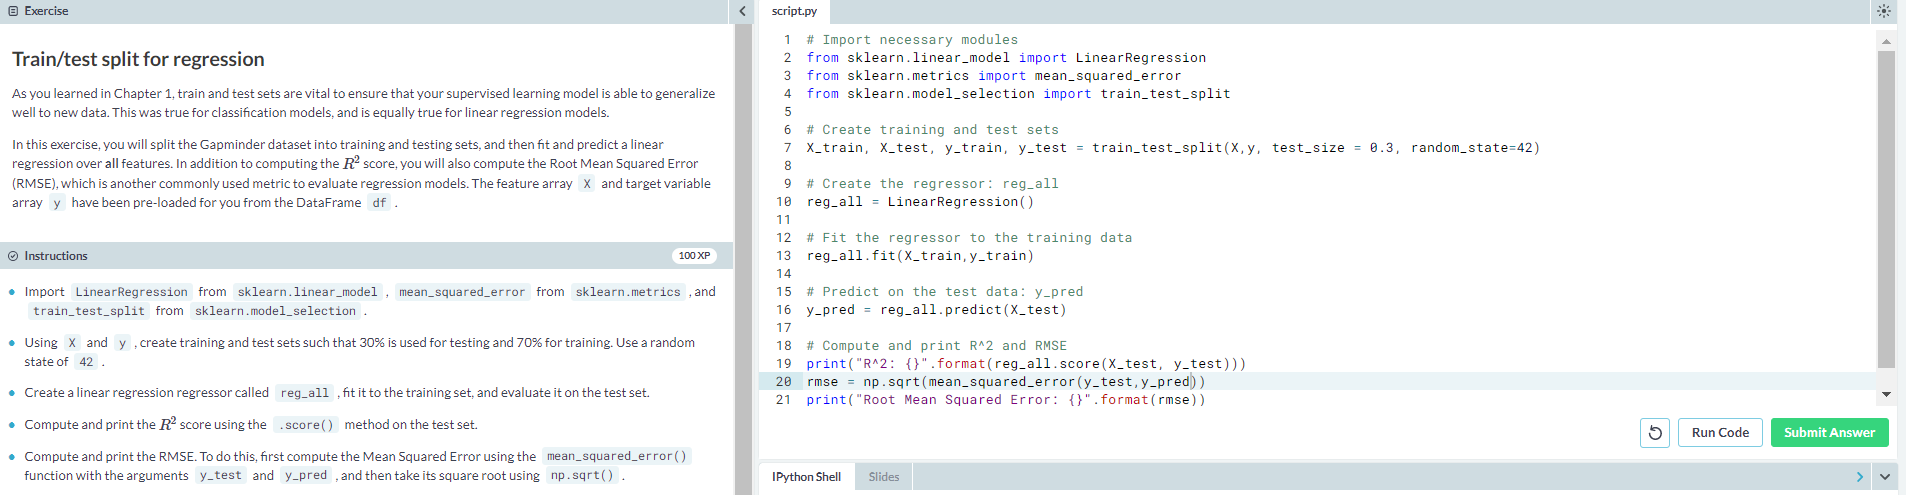 Exercise
Train/test split for regression
As you learned in Chapter 1, train and test sets are vital to ensure that your supervised learning model is able to generalize
well to new data. This was true for classification models, and is equally true for linear regression models.
In this exercise, you will split the Gapminder dataset into training and testing sets, and then fit and predict a linear
regression over all features. In addition to computing the R² score, you will also compute the Root Mean Squared Error
(RMSE), which is another commonly used metric to evaluate regression models. The feature array X and target variable
array y have been pre-loaded for you from the DataFrame df .
Instructions
100 XP
Import LinearRegression from sklearn.linear_model , mean_squared_error from sklearn.metrics , and
train_test_split from sklearn.model_selection .
Using X and y , create training and test sets such that 30% is used for testing and 70% for training. Use a random
state of 42 .
Create a linear regression regressor called reg_all , fit it to the training set, and evaluate it on the test set.
Compute and print the R² score using the .score() method on the test set.
Compute and print the RMSE. To do this, first compute the Mean Squared Error using the mean_squared_error()
function with the arguments y_test and y_pred , and then take its square root using np.sqrt() .
script.py
1 # Import necessary modules
2 from sklearn.linear_model import LinearRegression
3 from sklearn.metrics import mean_squared_error
4 from sklearn.model_selection import train_test_split
5
6 # Create training and test sets
7 X_train, X_test, y_train, y_test = train_test_split(X,y, test_size = 0.3, random_state=42)
8
9 # Create the regressor: reg_all
10 reg_all = LinearRegression()
11
12 # Fit the regressor to the training data
13 reg_all.fit(X_train,y_train)
14
15 # Predict on the test data: y_pred
16 y_pred = reg_all.predict(X_test)
17
18 # Compute and print R^2 and RMSE
19 print("R^2: {}".format(reg_all.score(X_test, y_test)))
20 rmse = np.sqrt(mean_squared_error(y_test,y_pred))
21 print("Root Mean Squared Error: {}".format(rmse))
Run Code
Submit Answer
IPython Shell
Slides